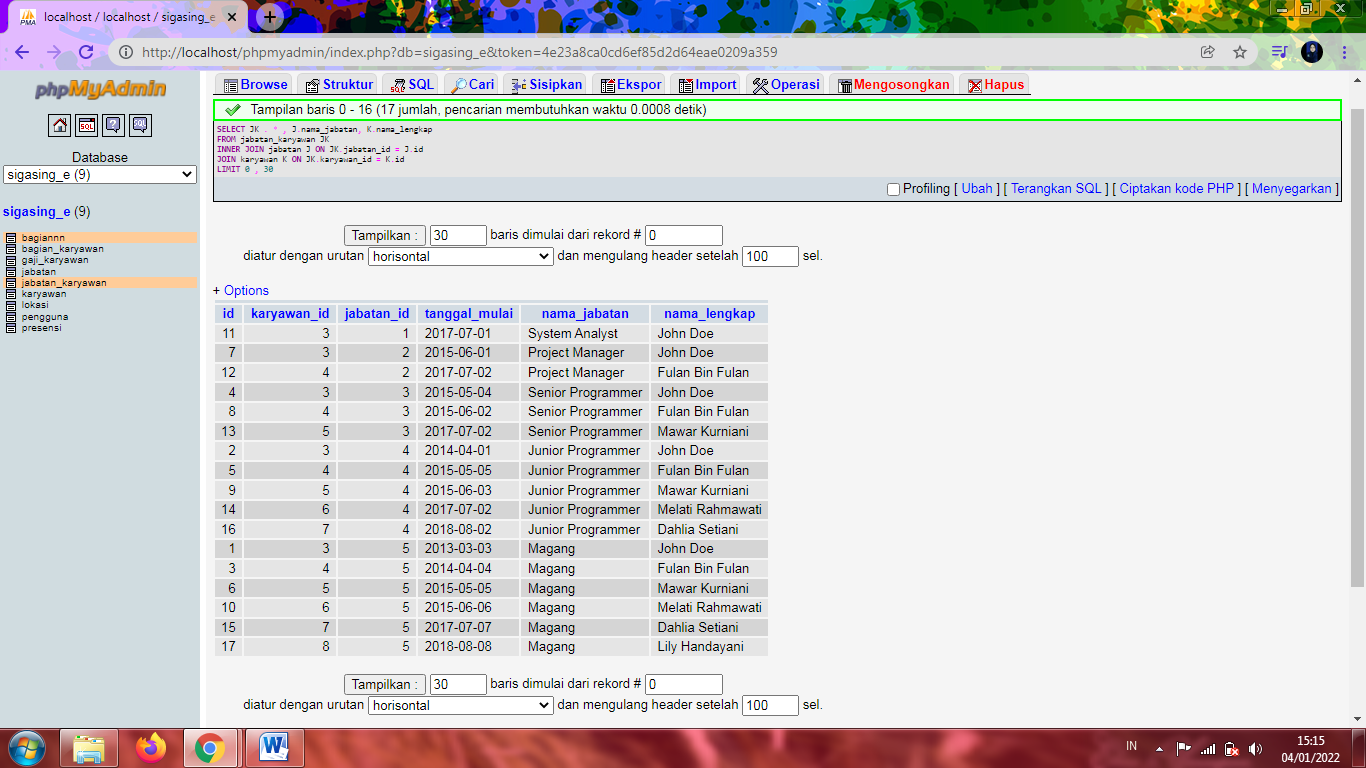 localhost / localhost / sigasing_e
http://localhost/phpmyadmin/index.php?db=sigasing_e&token=4e23a8ca0cd6ef85d2d64eae0209a359
phpMyAdmin
Database
sigasing_e (9)
sigasing_e (9)
bagiannn
bagian_karyawan
gaji_karyawan
jabatan
jabatan_karyawan
karyawan
lokasi
pengguna
presensi
Browse Struktur SQL Cari Sisipkan Ekspor Import Operasi Mengosongkan Hapus
Tampilan baris 0 - 16 (17 jumlah, pencarian membutuhkan waktu 0.0008 detik)
SELECT JK . * , J.nama_jabatan, K.nama_lengkap
FROM jabatan_karyawan JK
INNER JOIN jabatan J ON JK.jabatan_id = J.id
JOIN karyawan K ON JK.karyawan_id = K.id
LIMIT 0 , 30
Profiling [ Ubah ] [ Terangkan SQL ] [ Ciptakan kode PHP ] [ Menyegarkan ]
Tampilkan : 30 baris dimulai dari rekord # 0
diatur dengan urutan horisontal dan mengulang header setelah 100 sel.
+ Options
id karyawan_id jabatan_id tanggal_mulai nama_jabatan nama_lengkap
11 3 1 2017-07-01 System Analyst John Doe
7 3 2 2015-06-01 Project Manager John Doe
12 4 2 2017-07-02 Project Manager Fulan Bin Fulan
4 3 3 2015-05-04 Senior Programmer John Doe
8 4 3 2015-06-02 Senior Programmer Fulan Bin Fulan
13 5 3 2017-07-02 Senior Programmer Mawar Kurniani
2 3 4 2014-04-01 Junior Programmer John Doe
5 4 4 2015-05-05 Junior Programmer Fulan Bin Fulan
9 5 4 2015-06-03 Junior Programmer Mawar Kurniani
14 6 4 2017-07-02 Junior Programmer Melati Rahmawati
16 7 4 2018-08-02 Junior Programmer Dahlia Setiani
1 3 5 2013-03-03 Magang John Doe
3 4 5 2014-04-04 Magang Fulan Bin Fulan
6 5 5 2015-05-05 Magang Mawar Kurniani
10 6 5 2015-06-06 Magang Melati Rahmawati
15 7 5 2017-07-07 Magang Dahlia Setiani
17 8 5 2018-08-08 Magang Lily Handayani
Tampilkan : 30 baris dimulai dari rekord # 0
diatur dengan urutan horisontal dan mengulang header setelah 100 sel.
IN
15:15
04/01/2022